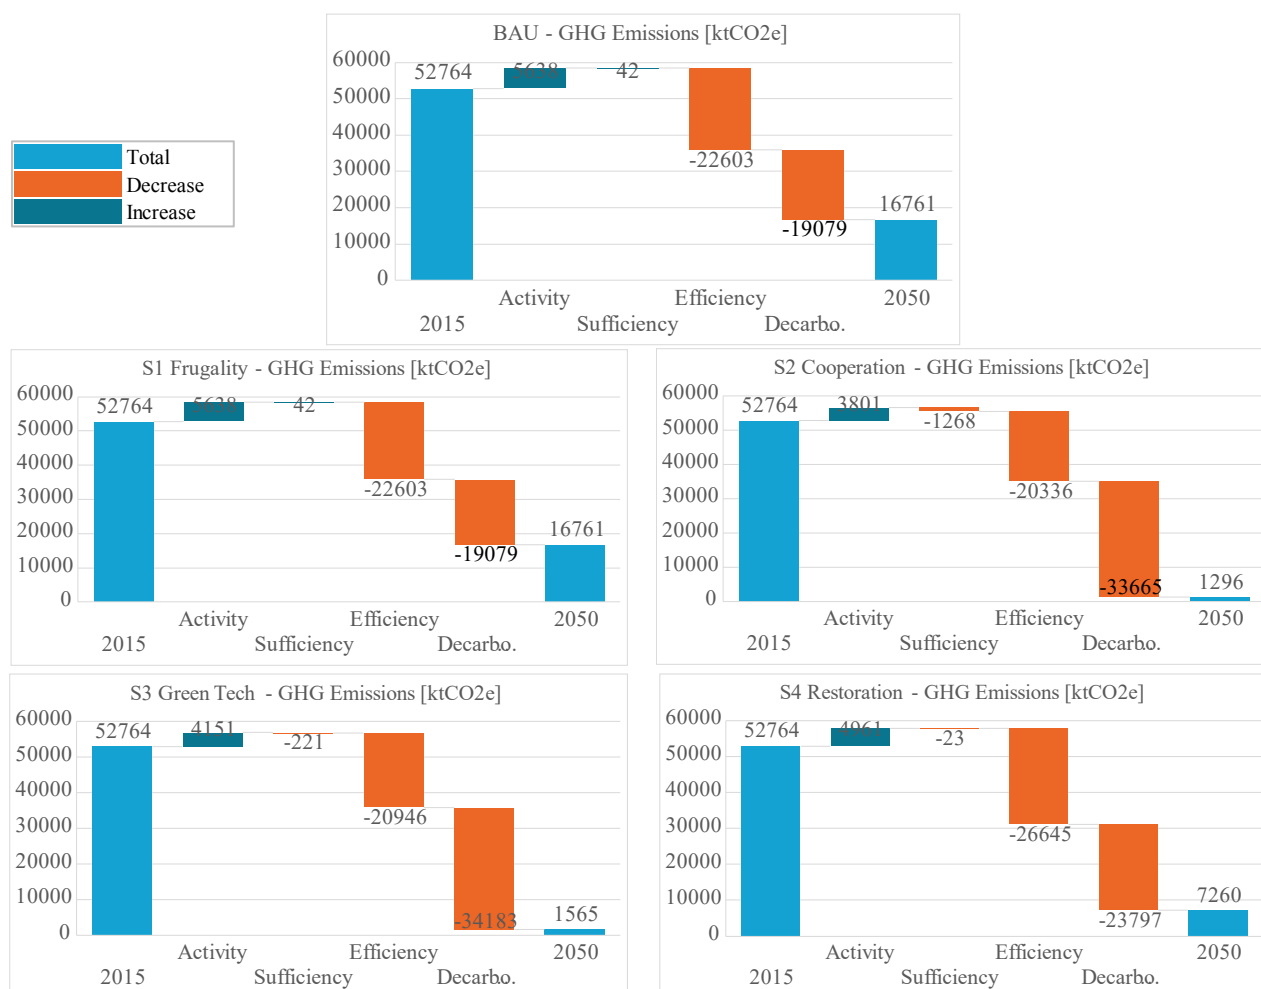 BAU - GHG Emissions [ktCO2e]
60000
50000
40000
30000
20000
10000
0
52764
5638
42
-22603
-19079
16761
Activity
Efficiency
2050
2015
Sufficiency
Decarb.o.
Total
Decrease
Increase
S1 Frugality - GHG Emissions [ktCO2e]
60000
50000
40000
30000
20000
10000
0
52764
5638
42
-22603
-19079
16761
Activity
Efficiency
2050
2015
Sufficiency
Decarb.o.
S2 Cooperation - GHG Emissions [ktCO2e]
60000
50000
40000
30000
20000
10000
0
52764
3801
-1268
-20336
-33665
1296
Activity
Efficiency
2050
2015
Sufficiency
Decarb.o.
S3 Green Tech - GHG Emissions [ktCO2e]
60000
50000
40000
30000
20000
10000
0
52764
4151
-221
-20946
-34183
1565
Activity
Efficiency
2050
2015
Sufficiency
Decarb.o.
S4 Restoration - GHG Emissions [ktCO2e]
60000
50000
40000
30000
20000
10000
0
52764
4961
-23
-26645
-23797
7260
Activity
Efficiency
2050
2015
Sufficiency
Decarb.o.